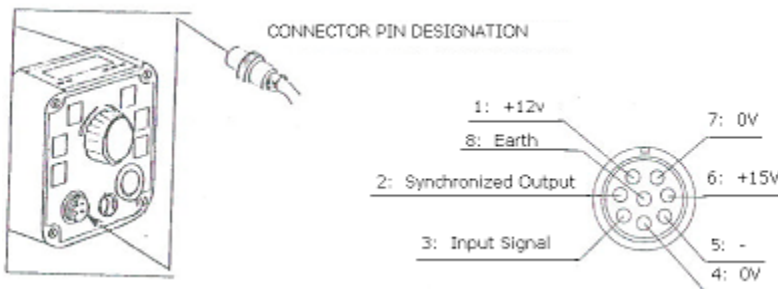 CONNECTOR PIN DESIGNATION
1: +12v
7: 0V
8: Earth
2: Synchronized Output
6: +15V
3: Input Signal
5: -
4: 0V